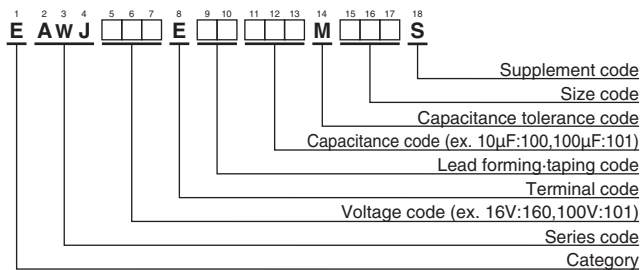 1 2 3 4 5 6 7 8 9 10 11 12 13 14 15 16 17 18
E A W J E M S
Supplement code
Size code
Capacitance tolerance code
Capacitance code (ex. 10μF:100,100μF:101)
Lead forming·taping code
Terminal code
Voltage code (ex. 16V:160,100V:101)
Series code
Category